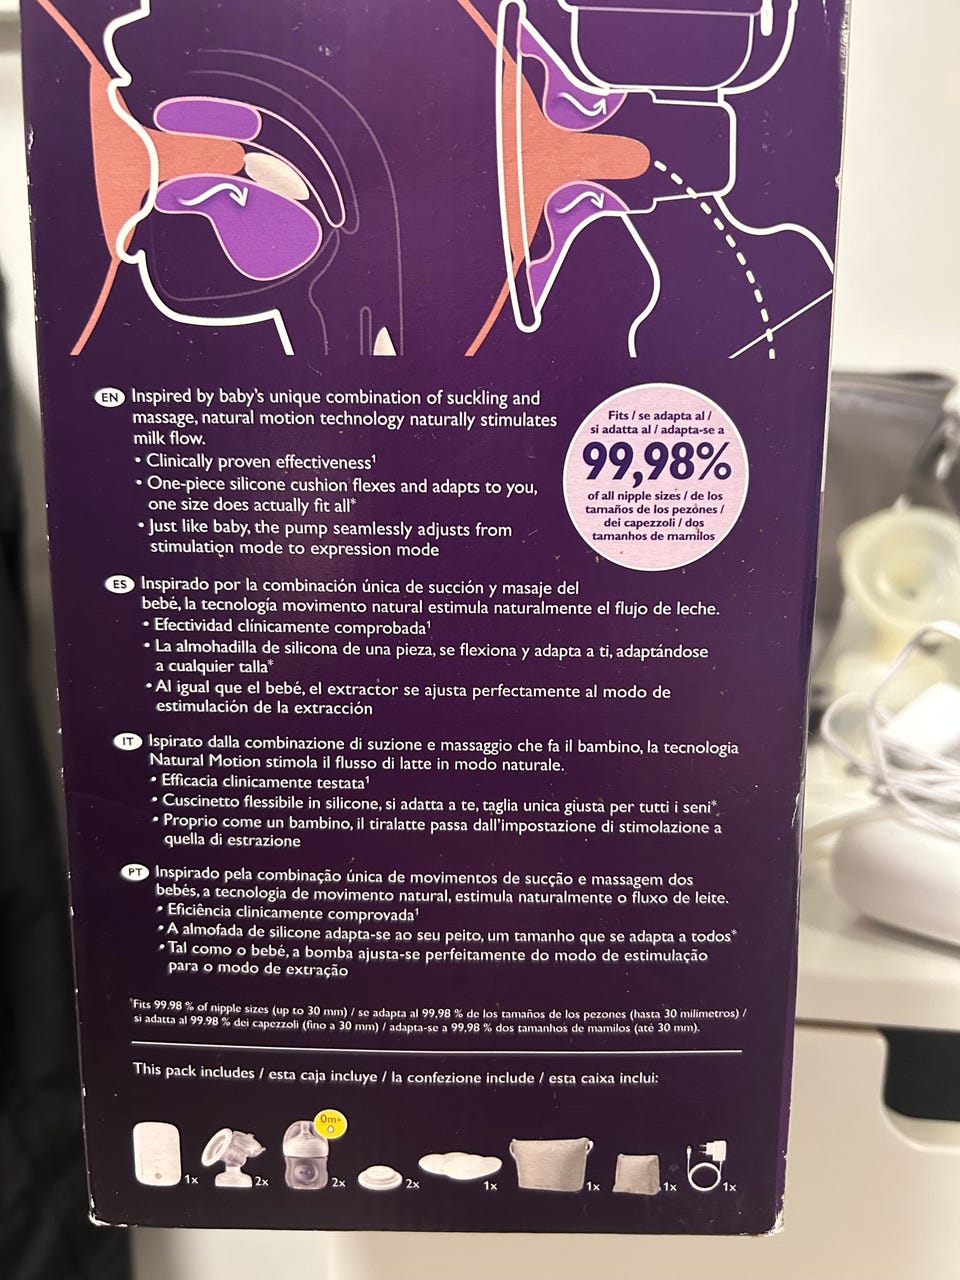 EN Inspired by baby's unique combination of suckling and
massage, natural motion technology naturally stimulates
milk flow.
• Clinically proven effectiveness¹
• One-piece silicone cushion flexes and adapts to you,
one size does actually fit all*
• Just like baby, the pump seamlessly adjusts from
stimulation mode to expression mode
Fits / se adapta al /
si adatta al / adapta-se a
99,98%
of all nipple sizes / de los
tamaños de los pezones /
dei capezzoli / dos
tamanhos de mamilos
ES Inspirado por la combinación única de succión y masaje del
bebé, la tecnología movimento natural estimula naturalmente el flujo de leche.
• Efectividad clínicamente comprobada¹
• La almohadilla de silicona de una pieza, se flexiona y adapta a ti, adaptándose
a cualquier talla*
• Al igual que el bebé, el extractor se ajusta perfectamente al modo de
estimulación de la extracción
IT Ispirato dalla combinazione di suzione e massaggio che fa il bambino, la tecnologia
Natural Motion stimola il flusso di latte in modo naturale.
• Efficacia clinicamente testata¹
• Cuscinetto flessibile in silicone, si adatta a te, taglia unica giusta per tutti i seni*
• Proprio come un bambino, il tiralatte passa dall'impostazione di stimolazione a
quella di estrazione
PT Inspirado pela combinação única de movimentos de sucção e massagem dos
bebés, a tecnologia de movimento natural, estimula naturalmente o fluxo de leite.
• Eficiência clinicamente comprovada¹
• A almofada de silicone adapta-se ao seu peito, um tamanho que se adapta a todos*
• Tal como o bebé, a bomba ajusta-se perfeitamente do modo de estimulação
para o modo de extração
*Fits 99.98 % of nipple sizes (up to 30 mm) / se adapta al 99,98 % de los tamaños de los pezones (hasta 30 milimetros) /
si adatta al 99.98 % dei capezzoli (fino a 30 mm) / adapta-se a 99,98 % dos tamanhos de mamilos (até 30 mm).
This pack includes / esta caja incluye / la confezione include / esta caixa inclui:
0m+
1x 2x 2x 2x 1x 1x 1x 1x